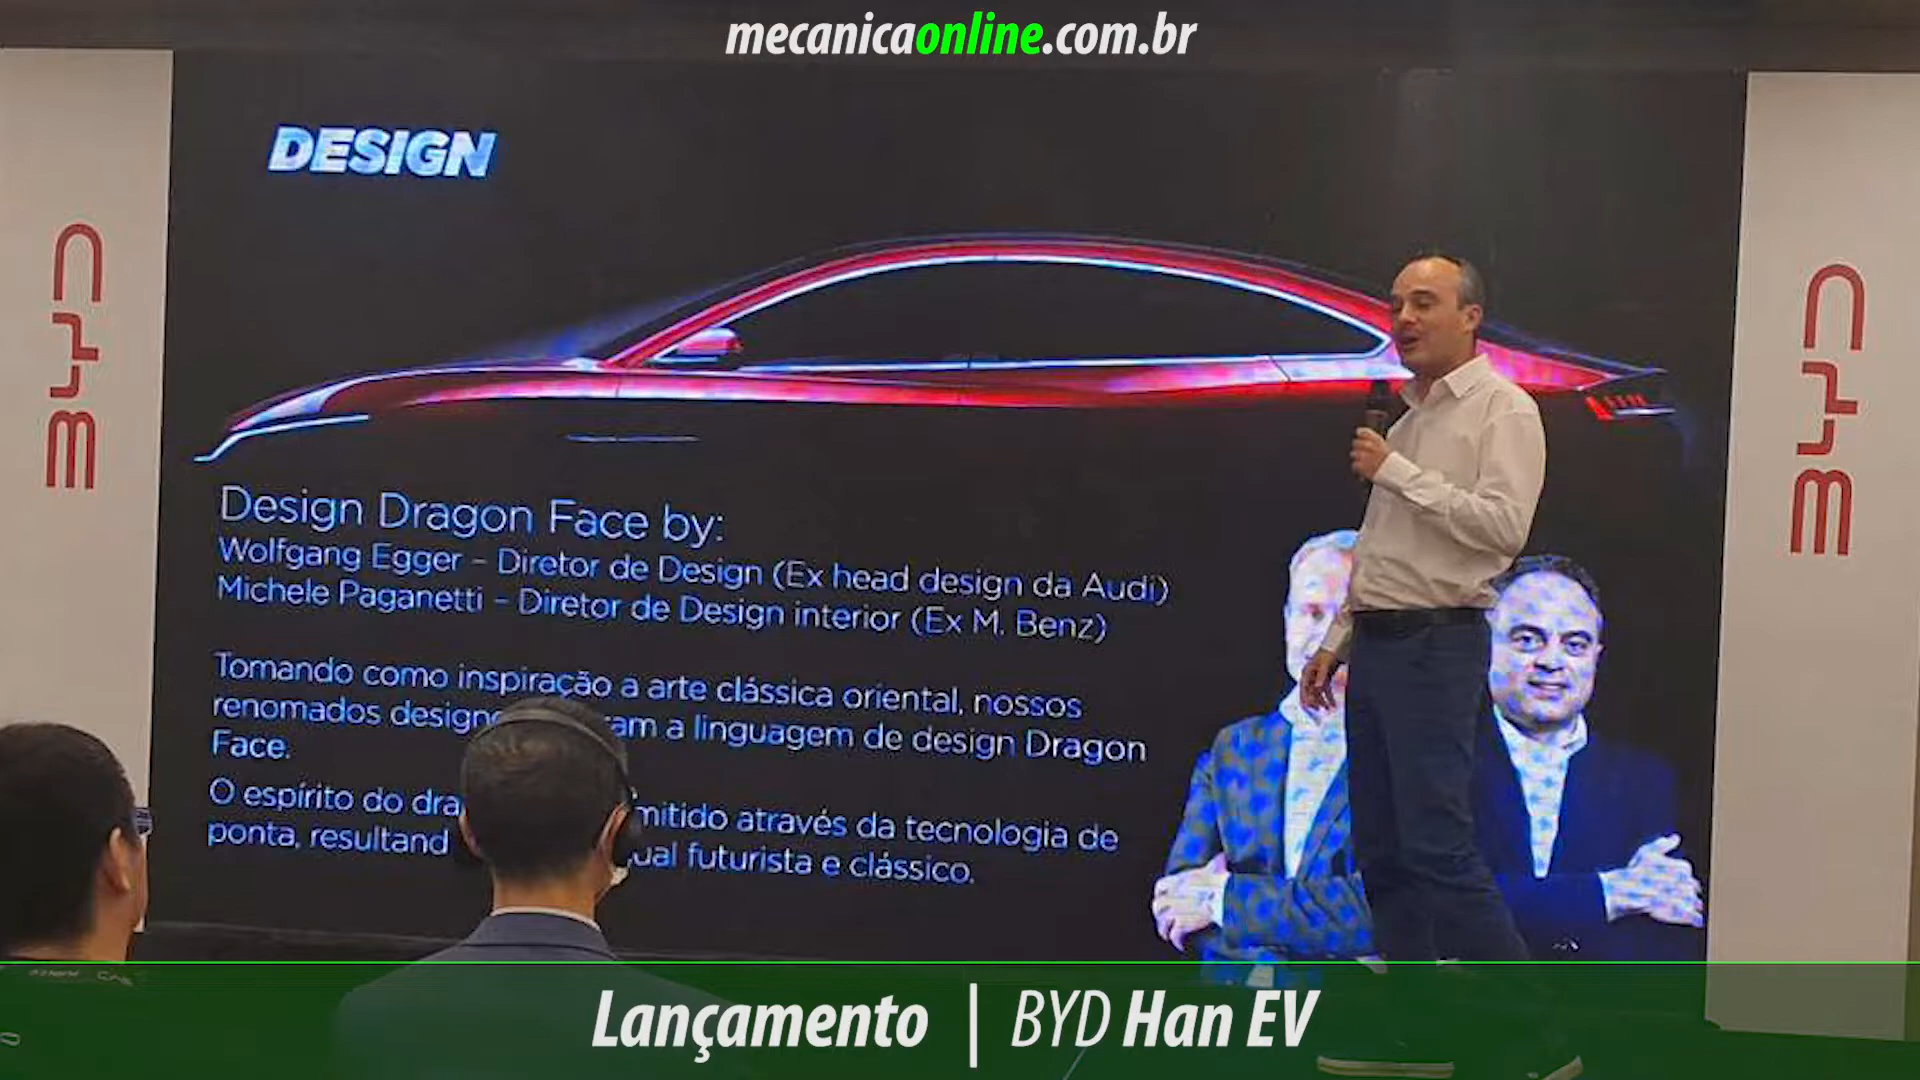 mecanicaonline.com.br
DESIGN
BYD
BYD
Design Dragon Face by:
Wolfgang Egger – Diretor de Design (Ex head design da Audi)
Michele Paganetti – Diretor de Design interior (Ex M. Benz)
Tomando como inspiração a arte clássica oriental, nossos
renomados a linguagem de design Dragon
Face.
O espírito do através da tecnologia de
ponta, futurista e clássico.
Lançamento | BYD Han EV